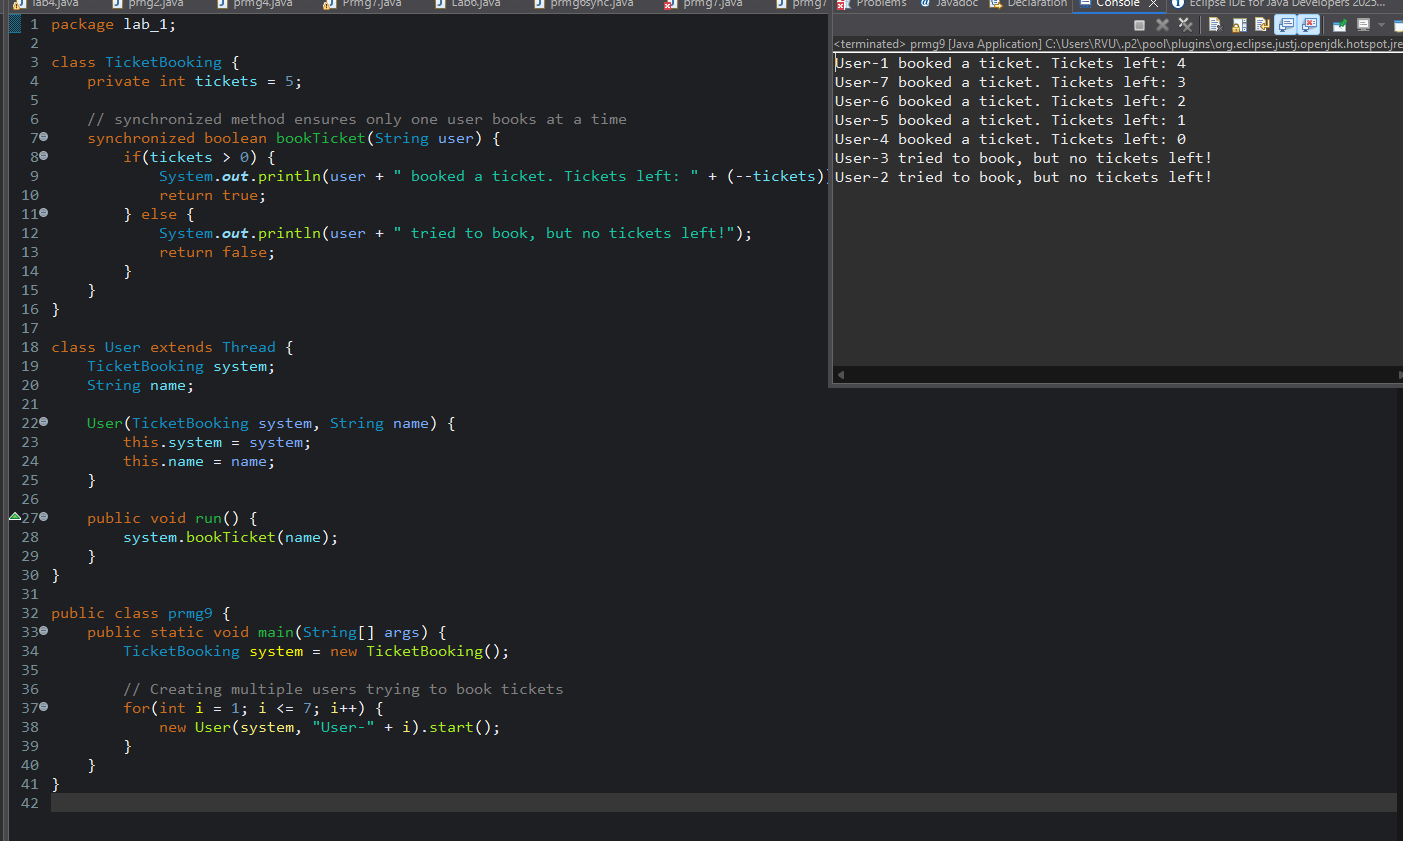 lab4.java prmg2.java prmg4.java Prmg7.java Lab6.java prmg6sync.java prmg7.java prmg7
1 package lab_1;
2
3 class TicketBooking {
4 private int tickets = 5;
5
6 // synchronized method ensures only one user books at a time
7 synchronized boolean bookTicket(String user) {
8 if(tickets > 0) {
9 System.out.println(user + " booked a ticket. Tickets left: " + (--tickets))
10 return true;
11 } else {
12 System.out.println(user + " tried to book, but no tickets left!");
13 return false;
14 }
15 }
16 }
17
18 class User extends Thread {
19 TicketBooking system;
20 String name;
21
22 User(TicketBooking system, String name) {
23 this.system = system;
24 this.name = name;
25 }
26
27 public void run() {
28 system.bookTicket(name);
29 }
30 }
31
32 public class prmg9 {
33 public static void main(String[] args) {
34 TicketBooking system = new TicketBooking();
35
36 // Creating multiple users trying to book tickets
37 for(int i = 1; i <= 7; i++) {
38 new User(system, "User-" + i).start();
39 }
40 }
41 }
42
Problems Javadoc Declaration Console Eclipse IDE for Java Developers 2025...
<terminated> prmg9 [Java Application] C:\Users\RVU\.p2\pool\plugins\org.eclipse.justj.openjdk.hotspot.jre
User-1 booked a ticket. Tickets left: 4
User-7 booked a ticket. Tickets left: 3
User-6 booked a ticket. Tickets left: 2
User-5 booked a ticket. Tickets left: 1
User-4 booked a ticket. Tickets left: 0
User-3 tried to book, but no tickets left!
User-2 tried to book, but no tickets left!